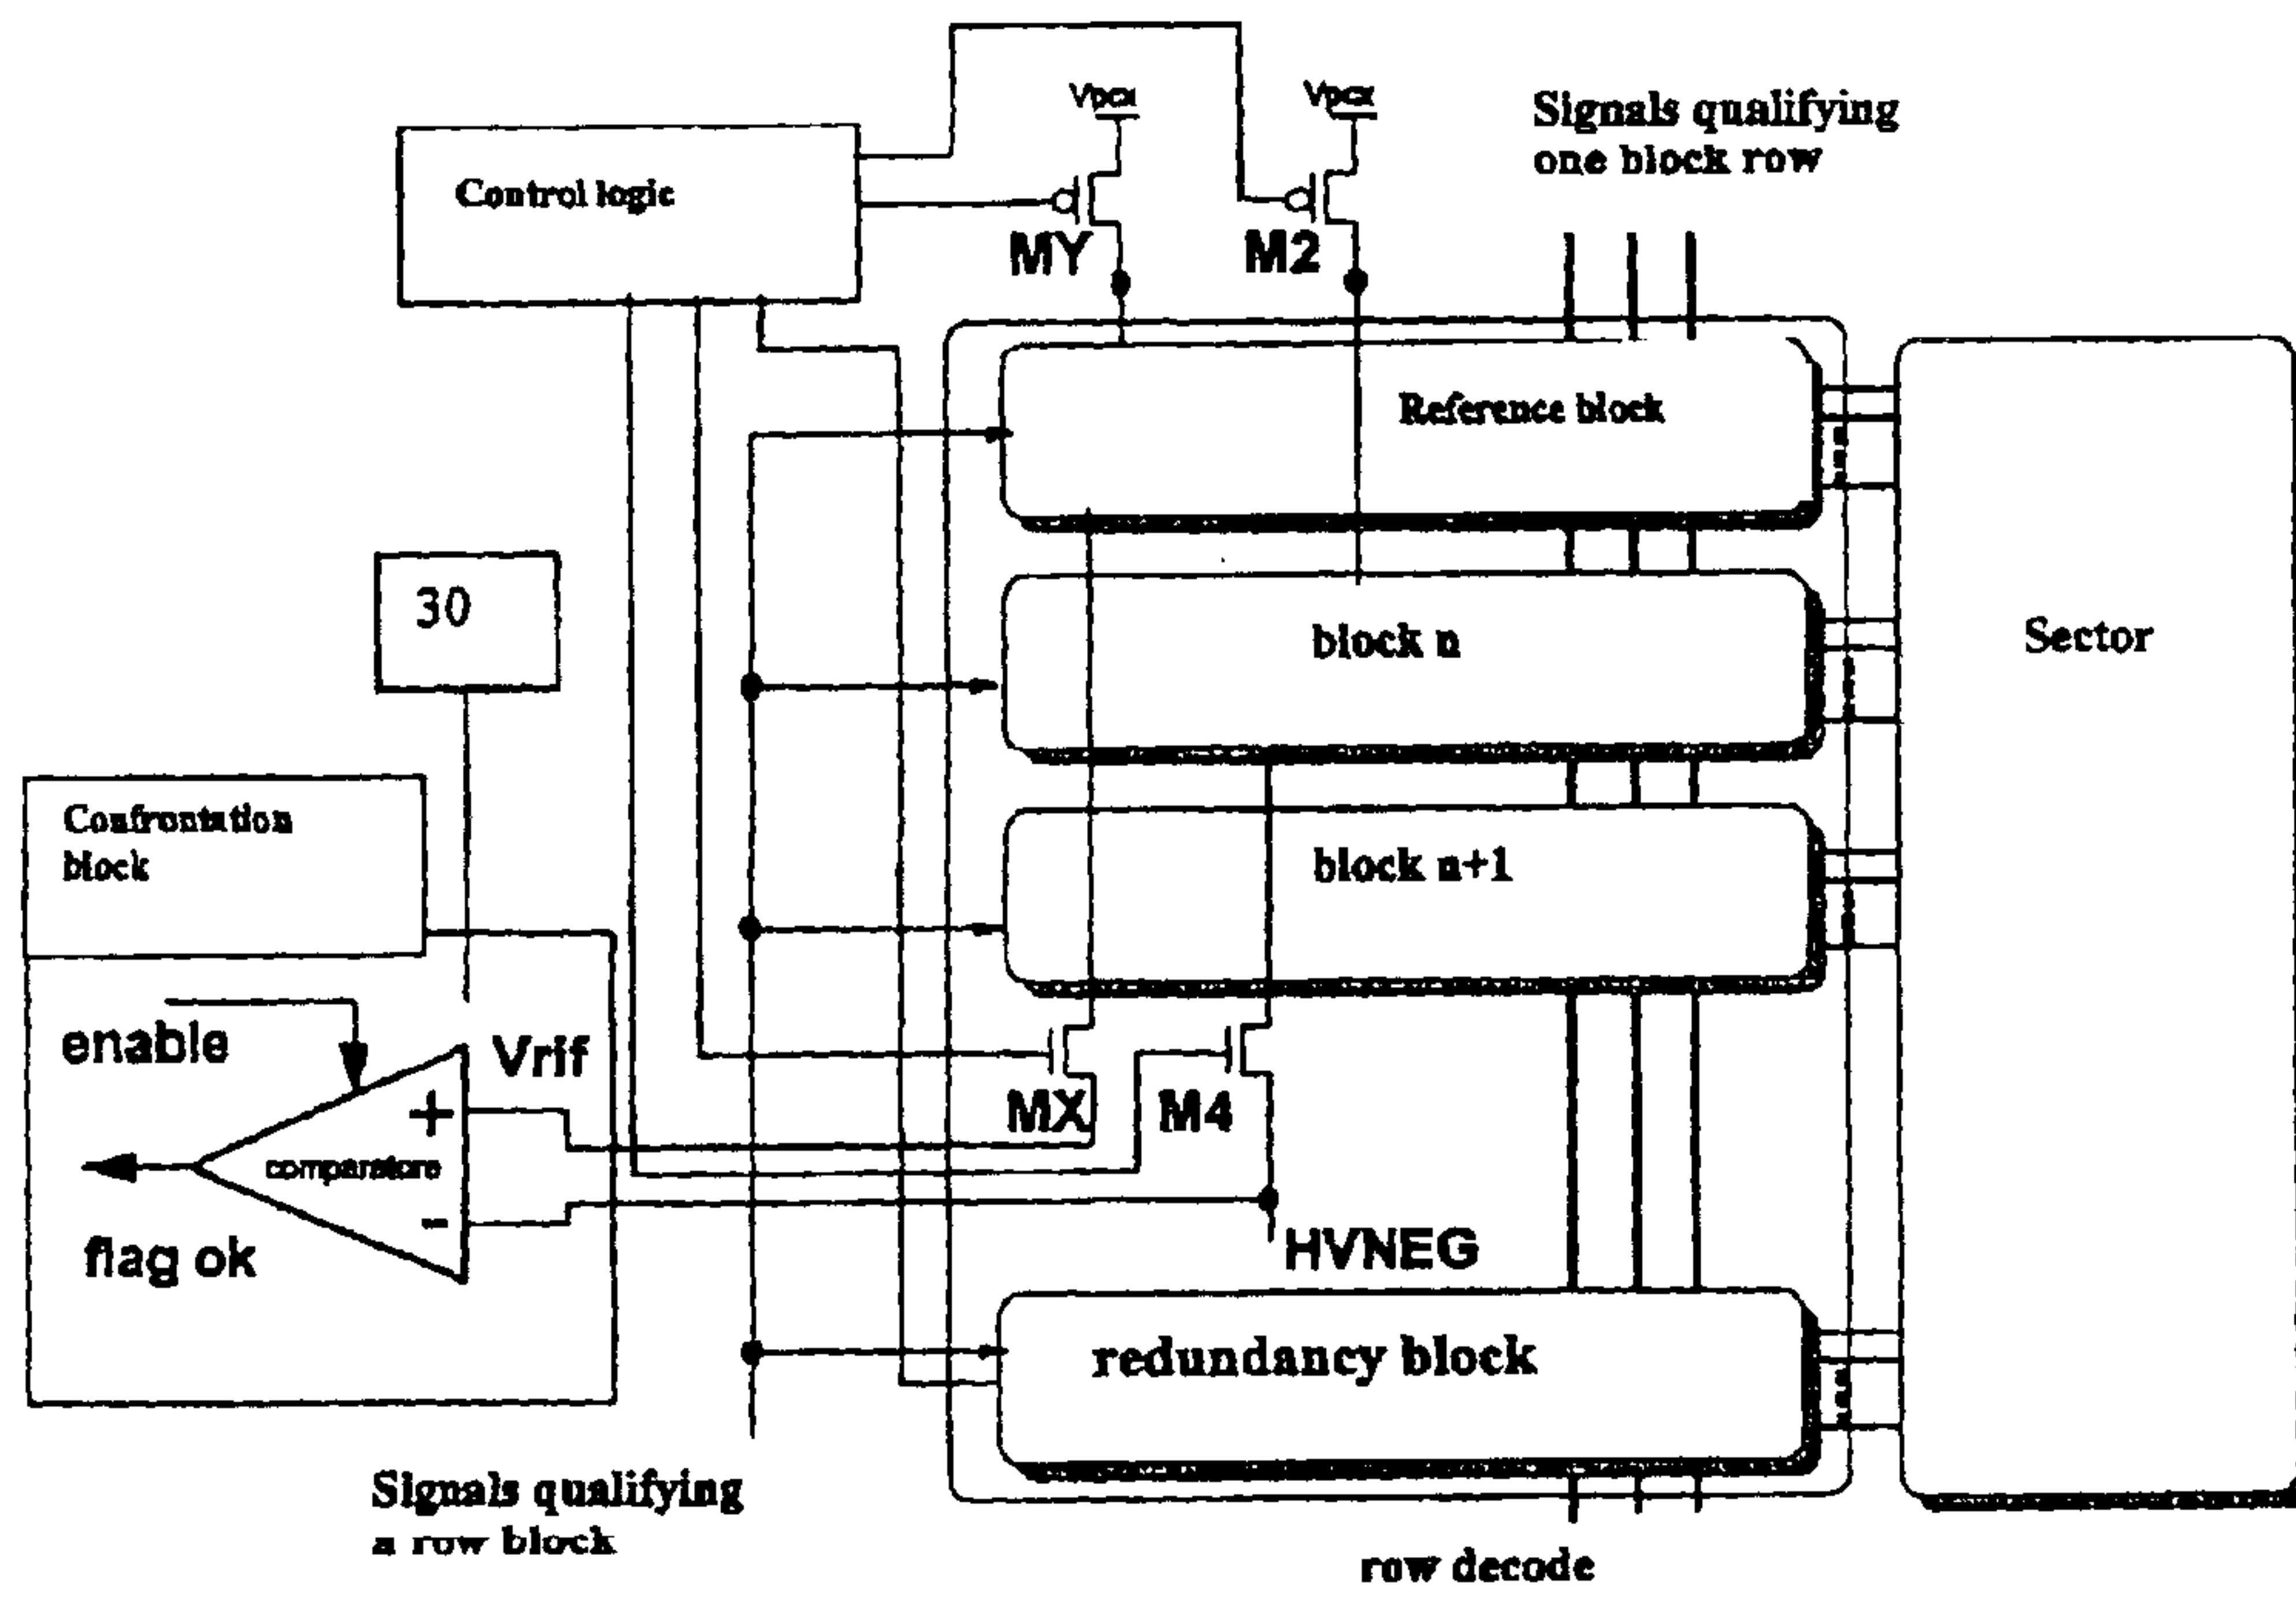 Vpcx
Vpcx
Signals qualifying
one block row
Control logic
MY
M2
Reference block
30
block n
Sector
Confrontation
block
block n+1
enable
Vrif
+
MX
M4
comparatore
-
flag ok
HVNEG
redundancy block
Signals qualifying
a row block
row decode